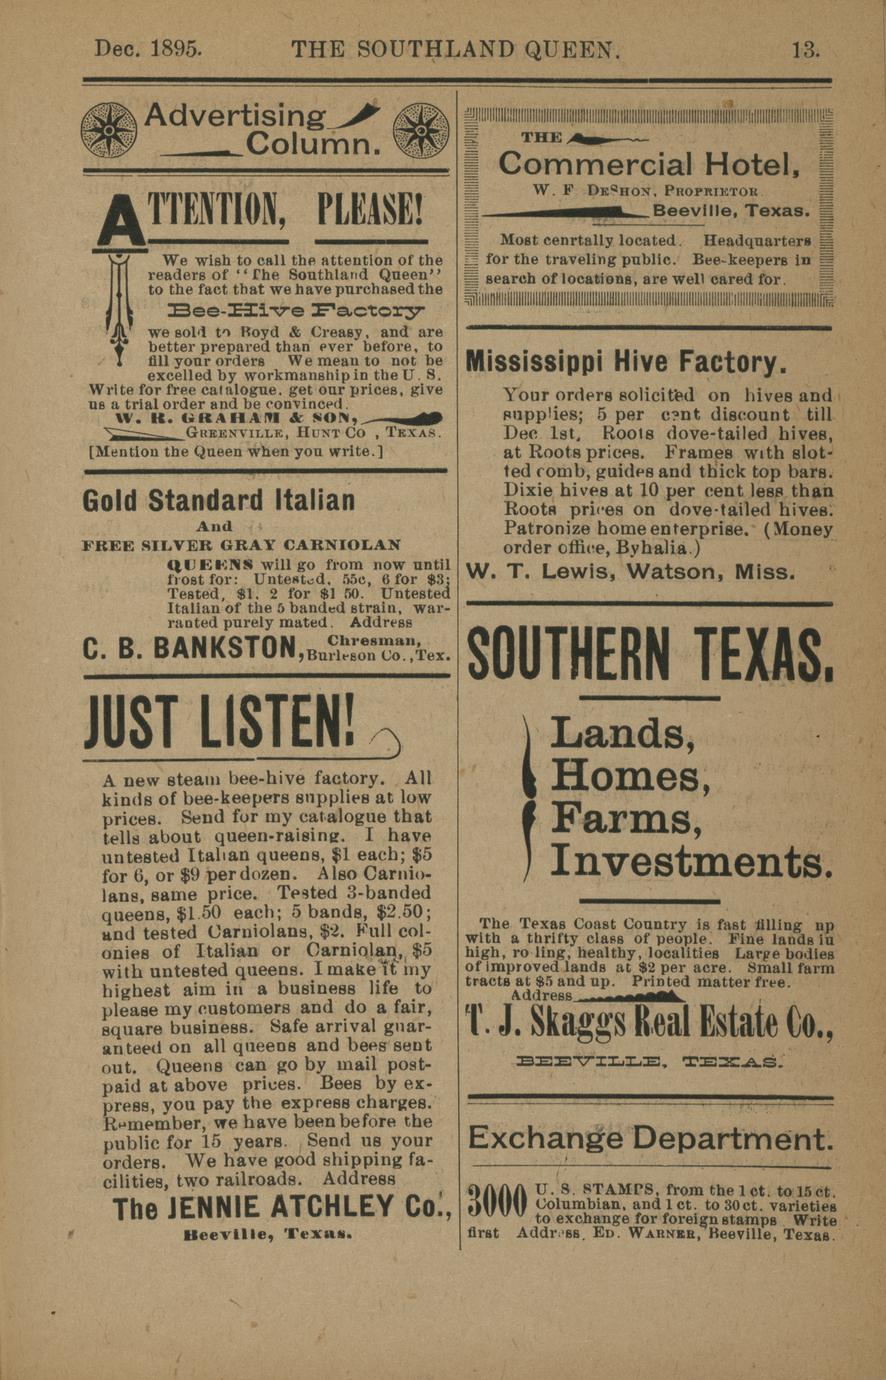 Dec. 1895. THE SOUTHLAND QUEEN. 13.
Advertising
Column.
ATTENTION, PLEASE!
We wish to call the attention of the
readers of "The Southland Queen"
to the fact that we have purchased the
Bee-Hive Factory
we sold to Boyd & Creasy, and are
better prepared than ever before, to
fill your orders We mean to not be
excelled by workmanship in the U. S.
Write for free catalogue. get our prices, give
us a trial order and be convinced.
W. R. GRAHAM & SON,
GREENVILLE, HUNT CO , TEXAS.
[Mention the Queen when you write.]
Gold Standard Italian
And
FREE SILVER GRAY CARNIOLAN
QUEENS will go from now until
frost for: Untested, 55c, 6 for $3;
Tested, $1. 2 for $1 50. Untested
Italian of the 5 banded strain, war-
ranted purely mated. Address
C. B. BANKSTON, Chresman,
Burleson Co., Tex.
JUST LISTEN!
A new steam bee-hive factory. All
kinds of bee-keepers supplies at low
prices. Send for my catalogue that
tells about queen-raising. I have
untested Italian queens, $1 each; $5
for 6, or $9 per dozen. Also Carnio-
lans, same price. Tested 3-banded
queens, $1.50 each; 5 bands, $2.50;
and tested Carniolans, $2. Full col-
onies of Italian or Carniolan, $5
with untested queens. I make it my
highest aim in a business life to
please my customers and do a fair,
square business. Safe arrival guar-
anteed on all queens and bees sent
out. Queens can go by mail post-
paid at above prices. Bees by ex-
press, you pay the express charges.
Remember, we have been before the
public for 15 years. Send us your
orders. We have good shipping fa-
cilities, two railroads. Address
The JENNIE ATCHLEY Co.,
Beeville, Texas.
THE
Commercial Hotel,
W. F DESHON, PROPRIETOR
Beeville, Texas.
Most cenrtally located. Headquarters
for the traveling public. Bee-keepers in
search of locations, are well cared for.
Mississippi Hive Factory.
Your orders solicited on hives and
supplies; 5 per cent discount till
Dec. 1st, Roots dove-tailed hives,
at Roots prices. Frames with slot-
ted comb, guides and thick top bars.
Dixie hives at 10 per cent less than
Roots prices on dove-tailed hives.
Patronize home enterprise. (Money
order office, Byhalia.)
W. T. Lewis, Watson, Miss.
SOUTHERN TEXAS.
Lands,
Homes,
Farms,
Investments.
The Texas Coast Country is fast filling up
with a thrifty class of people. Fine lands in
high, ro ling, healthy, localities Large bodies
of improved lands at $2 per acre. Small farm
tracts at $5 and up. Printed matter free.
Address
T. J. Skaggs Real Estate Co.,
BEEVILLE, TEXAS.
Exchange Department.
3000 U. S. STAMPS, from the 1 ct. to 15 ct.
Columbian, and 1 ct. to 30 ct. varieties
to exchange for foreign stamps Write
first Address, ED. WARNER, Beeville, Texas.